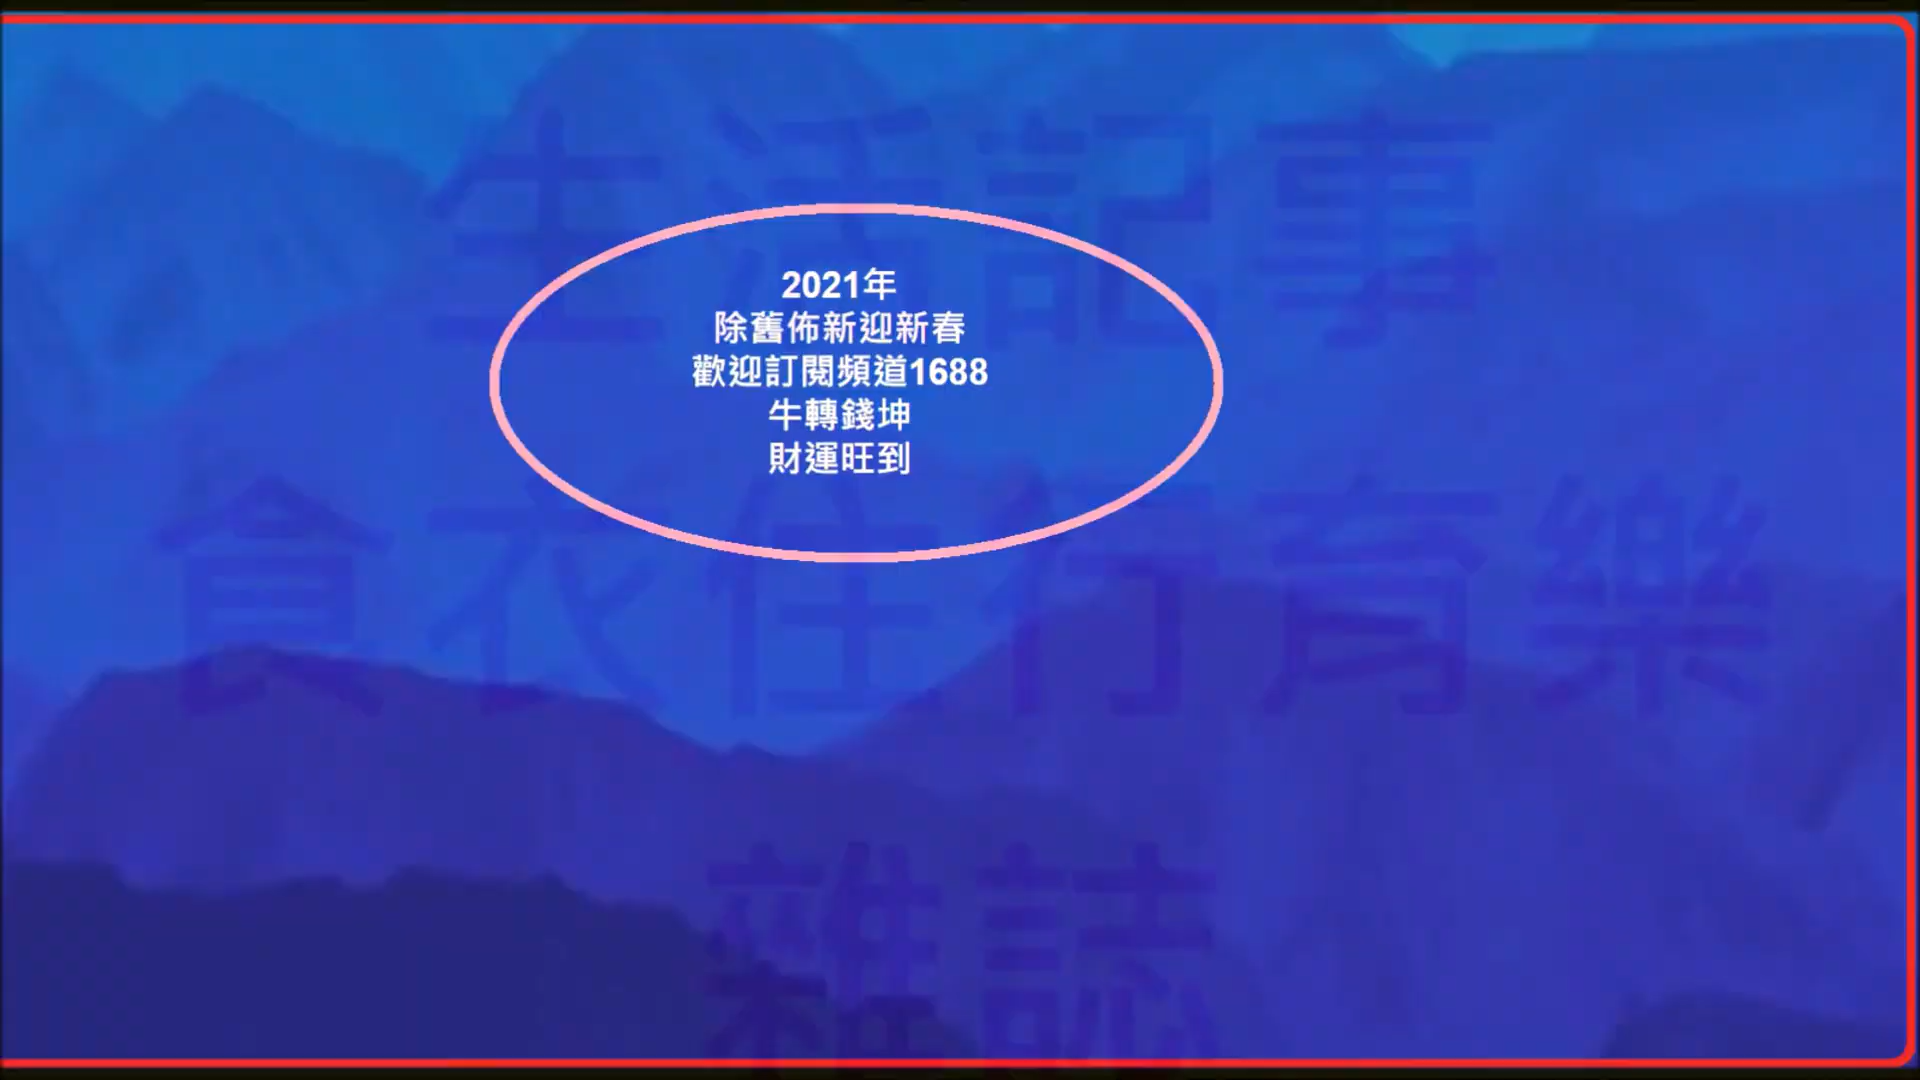 生活記事
2021年
除舊佈新迎新春
歡迎訂閱頻道1688
牛轉錢坤
財運旺到
食衣住行育樂
雜誌